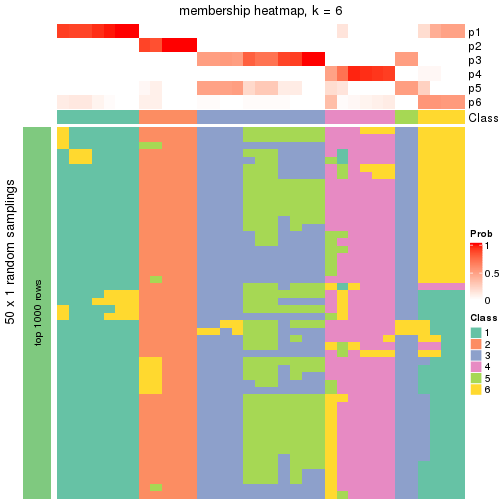 membership heatmap, k = 6
p1
p2
p3
p4
p5
p6
Class
50 x 1 random samplings
top 1000 rows
Prob
1
0.5
0
Class
1
2
3
4
5
6